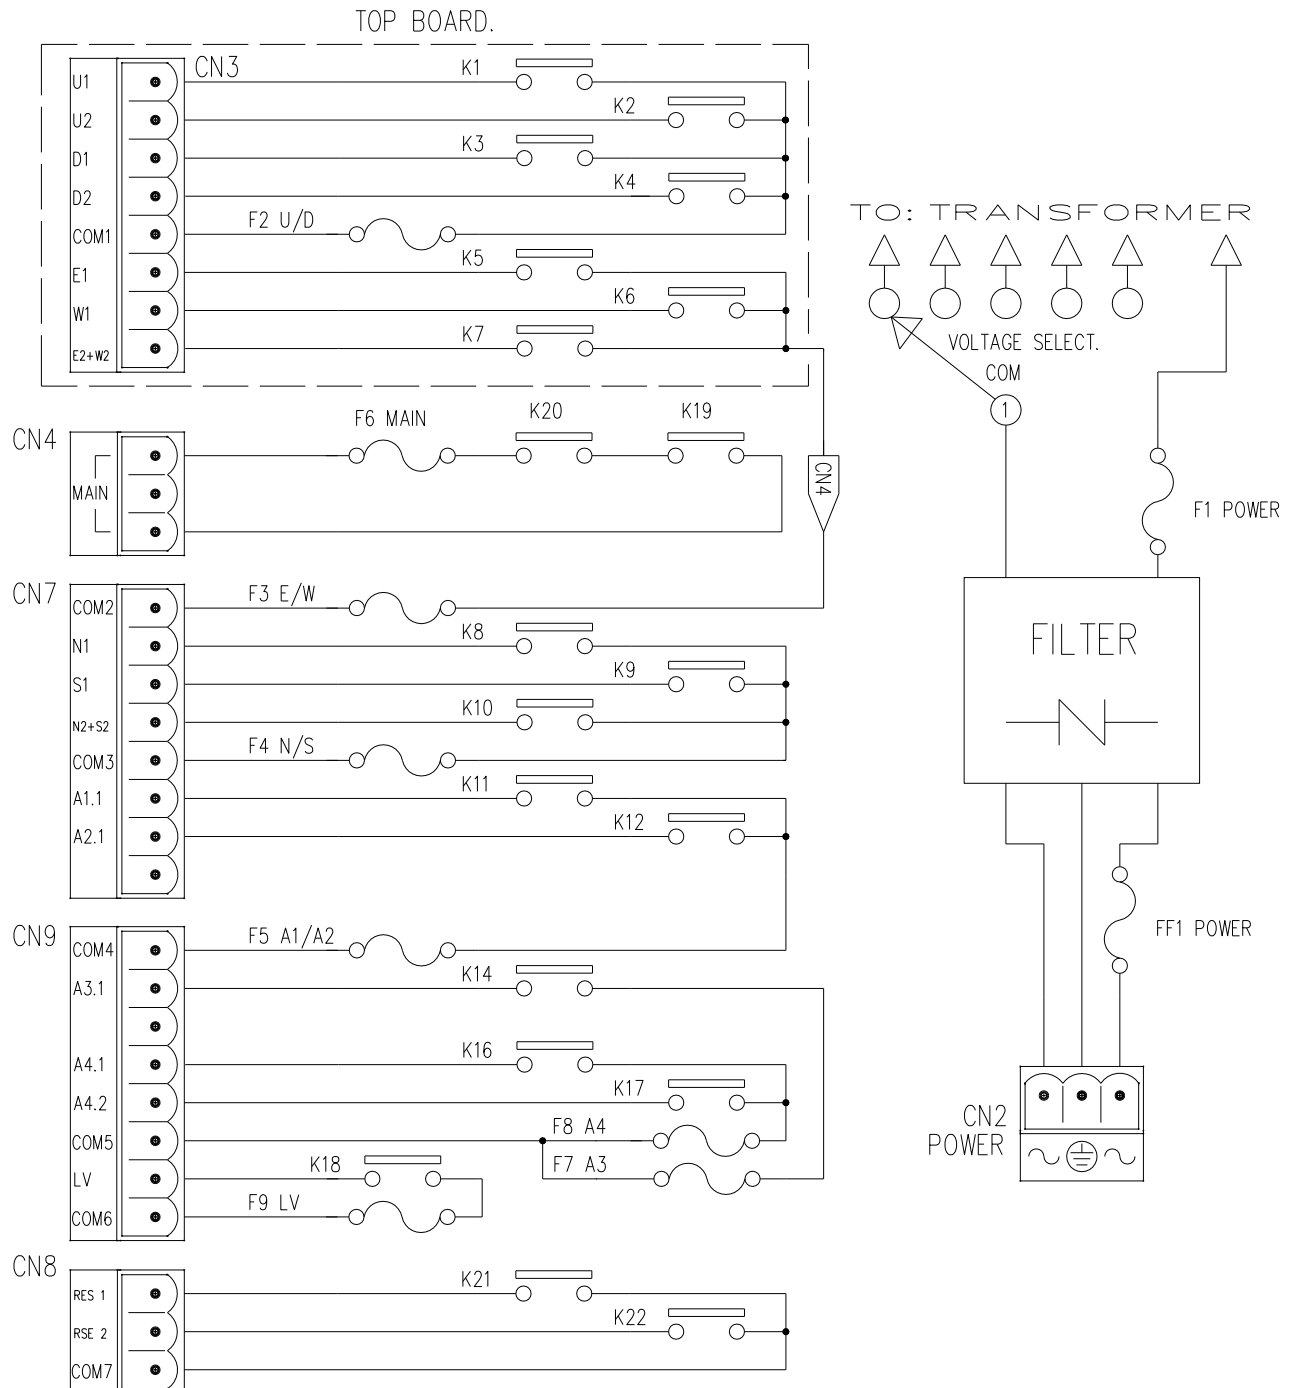 TOP BOARD.
CN3
U1
K1
U2
K2
D1
K3
D2
K4
COM1
F2 U/D
E1
K5
W1
K6
E2+W2
K7
CN4
MAIN
F6 MAIN
K20
K19
CN4
CN7
COM2
F3 E/W
N1
K8
S1
K9
N2+S2
K10
COM3
F4 N/S
A1.1
K11
A2.1
K12
CN9
COM4
F5 A1/A2
A3.1
K14
A4.1
K16
A4.2
K17
COM5
F8 A4
F7 A3
LV
K18
COM6
F9 LV
CN8
RES 1
K21
RSE 2
K22
COM7
TO: TRANSFORMER
VOLTAGE SELECT.
COM
1
F1 POWER
FILTER
FF1 POWER
CN2
POWER